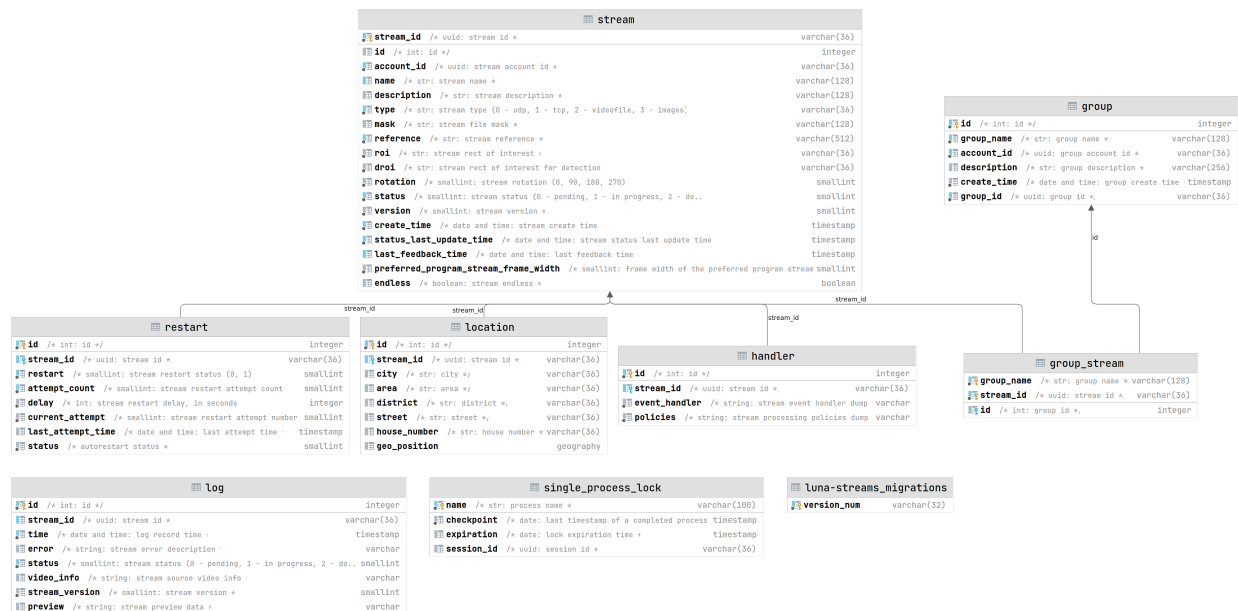 stream
stream_id /* uuid: stream id * varchar(36)
id /* int: id */ integer
account_id /* uuid: stream account id * varchar(36)
name /* str: stream name * varchar(128)
description /* str: stream description * varchar(128)
type /* str: stream type (0 - udp, 1 - tcp, 2 - videofile, 3 - images) varchar(36)
mask /* str: stream file mask * varchar(128)
reference /* str: stream reference * varchar(512)
roi /* str: stream rect of interest varchar(36)
droi /* str: stream rect of interest for detection varchar(36)
rotation /* smallint: stream rotation (0, 90, 180, 270) smallint
status /* smallint: stream status (0 - pending, 1 - in progress, 2 - do.. smallint
version /* smallint: stream version * smallint
create_time /* date and time: stream create time timestamp
status_last_update_time /* date and time: stream status last update time timestamp
last_feedback_time /* date and time: last feedback time timestamp
preferred_program_stream_frame_width /* smallint: frame width of the preferred program stream smallint
endless /* boolean: stream endless * boolean
group
id /* int: id */ integer
group_name /* str: group name * varchar(128)
account_id /* uuid: group account id * varchar(36)
description /* str: group description * varchar(256)
create_time /* date and time: group create time timestamp
group_id /* uuid: group id * varchar(36)
id
stream_id
stream_id
stream_id
stream_id
restart
id /* int: id */ integer
stream_id /* uuid: stream id * varchar(36)
restart /* smallint: stream restart status (0, 1) smallint
attempt_count /* smallint: stream restart attempt count smallint
delay /* int: stream restart delay, in seconds integer
current_attempt /* smallint: stream restart attempt number smallint
last_attempt_time /* date and time: last attempt time timestamp
status /* autorestart status * smallint
location
id /* int: id */ integer
stream_id /* uuid: stream id * varchar(36)
city /* str: city */ varchar(36)
area /* str: area */ varchar(36)
district /* str: district * varchar(36)
street /* str: street * varchar(36)
house_number /* str: house number * varchar(36)
geo_position geography
handler
id /* int: id */ integer
stream_id /* uuid: stream id * varchar(36)
event_handler /* string: stream event handler dump varchar
policies /* string: stream processing policies dump varchar
group_stream
group_name /* str: group name * varchar(128)
stream_id /* uuid: stream id * varchar(36)
id /* int: group id * integer
log
id /* int: id */ integer
stream_id /* uuid: stream id * varchar(36)
time /* date and time: log record time timestamp
error /* string: stream error description varchar
status /* smallint: stream status (0 - pending, 1 - in progress, 2 - do.. smallint
video_info /* string: stream source video info varchar
stream_version /* smallint: stream version * smallint
preview /* string: stream preview data varchar
single_process_lock
name /* str: process name * varchar(100)
checkpoint /* date: last timestamp of a completed process timestamp
expiration /* date: lock expiration time timestamp
session_id /* uuid: session id * varchar(36)
luna-streams_migrations
version_num varchar(32)